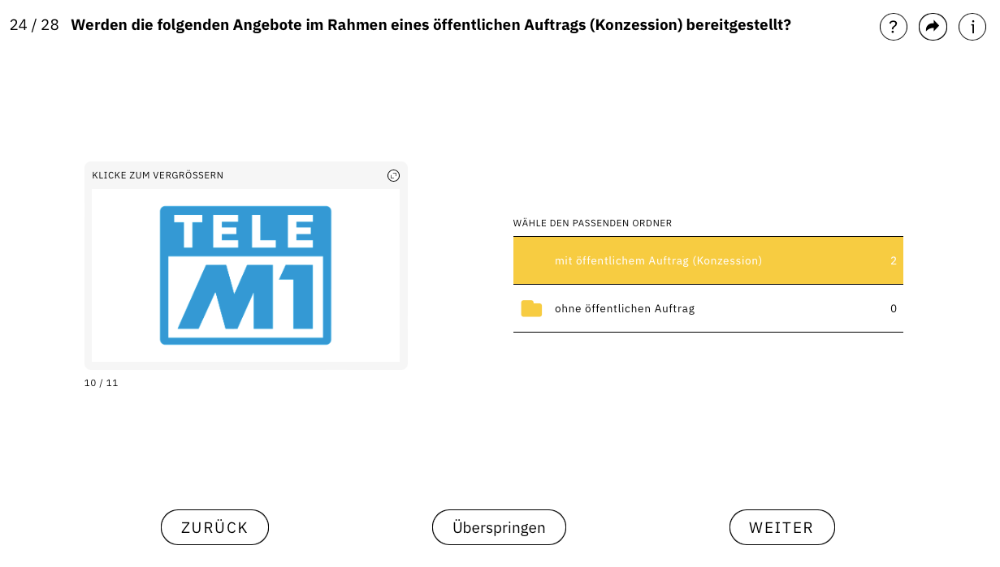 24 / 28 Werden die folgenden Angebote im Rahmen eines öffentlichen Auftrags (Konzession) bereitgestellt?
?
i
KLICKE ZUM VERGRÖSSERN
TELE
M1
10 / 11
WÄHLE DEN PASSENDEN ORDNER
mit öffentlichem Auftrag (Konzession) 2
ohne öffentlichen Auftrag 0
ZURÜCK
Überspringen
WEITER